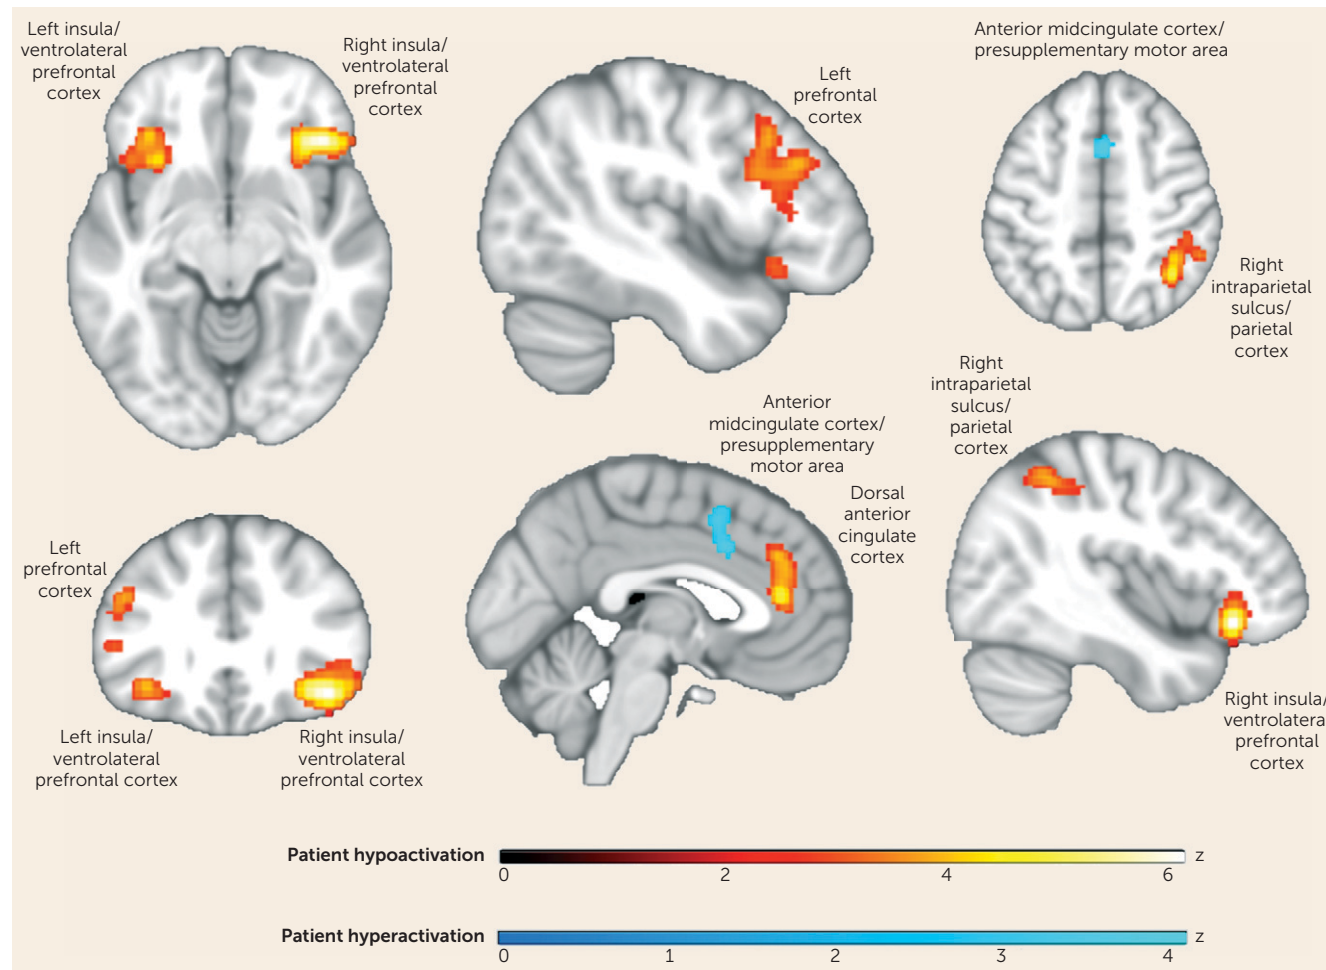 Left insula/
ventrolateral
prefrontal
cortex
Right insula/
ventrolateral
prefrontal
cortex
Left
prefrontal
cortex
Anterior midcingulate cortex/
presupplementary motor area
Right
intraparietal
sulcus/
parietal
cortex
Left
prefrontal
cortex
Left insula/
ventrolateral
prefrontal cortex
Right insula/
ventrolateral
prefrontal cortex
Anterior
midcingulate cortex/
presupplementary
motor area
Dorsal
anterior
cingulate
cortex
Right
intraparietal
sulcus/
parietal
cortex
Right insula/
ventrolatera
prefrontal
cortex
Patient hypoactivation z
0 2 4 6
Patient hyperactivation z
0 1 2 3 4